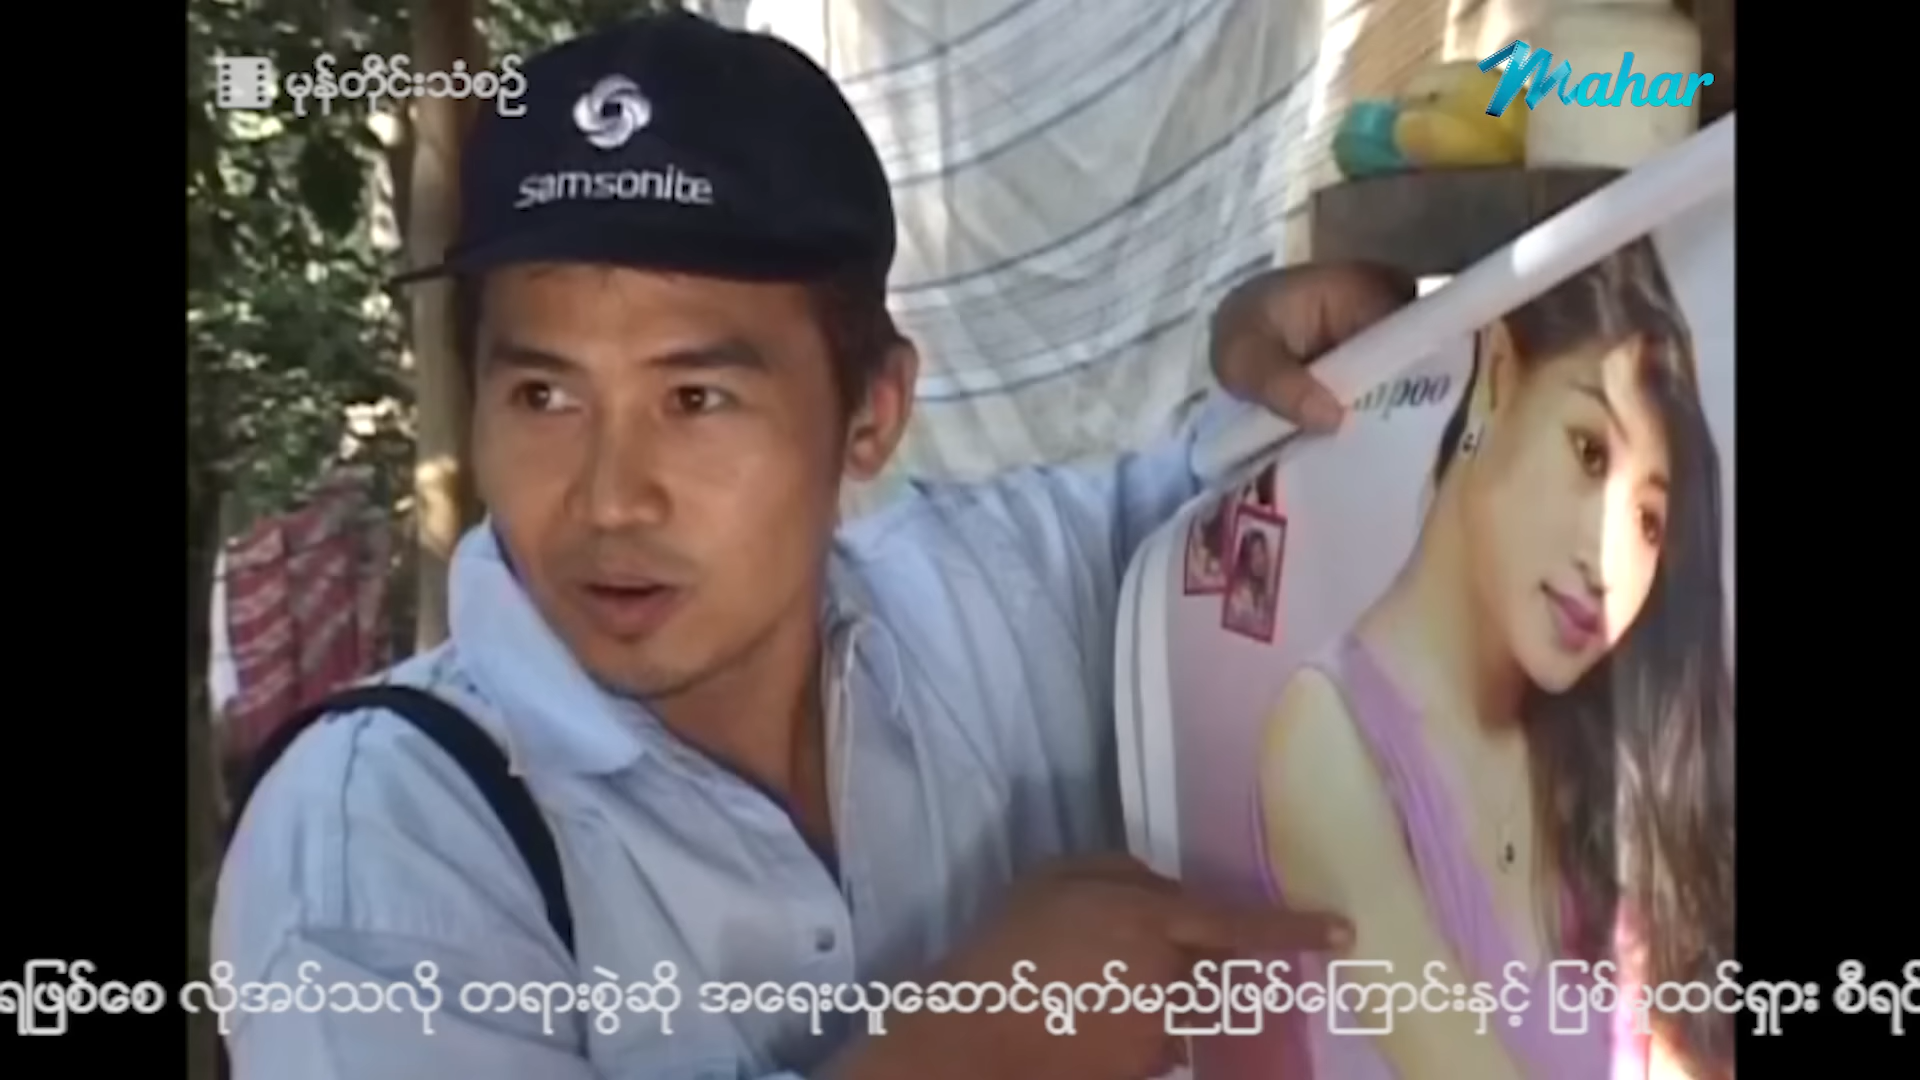 မုန်တိုင်းသံစဉ်
Mahar
samsonite
ရဖြစ်စေ လိုအပ်သလို တရားစွဲဆို အရေးယူဆောင်ရွက်မည်ဖြစ်ကြောင်းနှင့် ပြစ်မှုထင်ရှား စီရင်